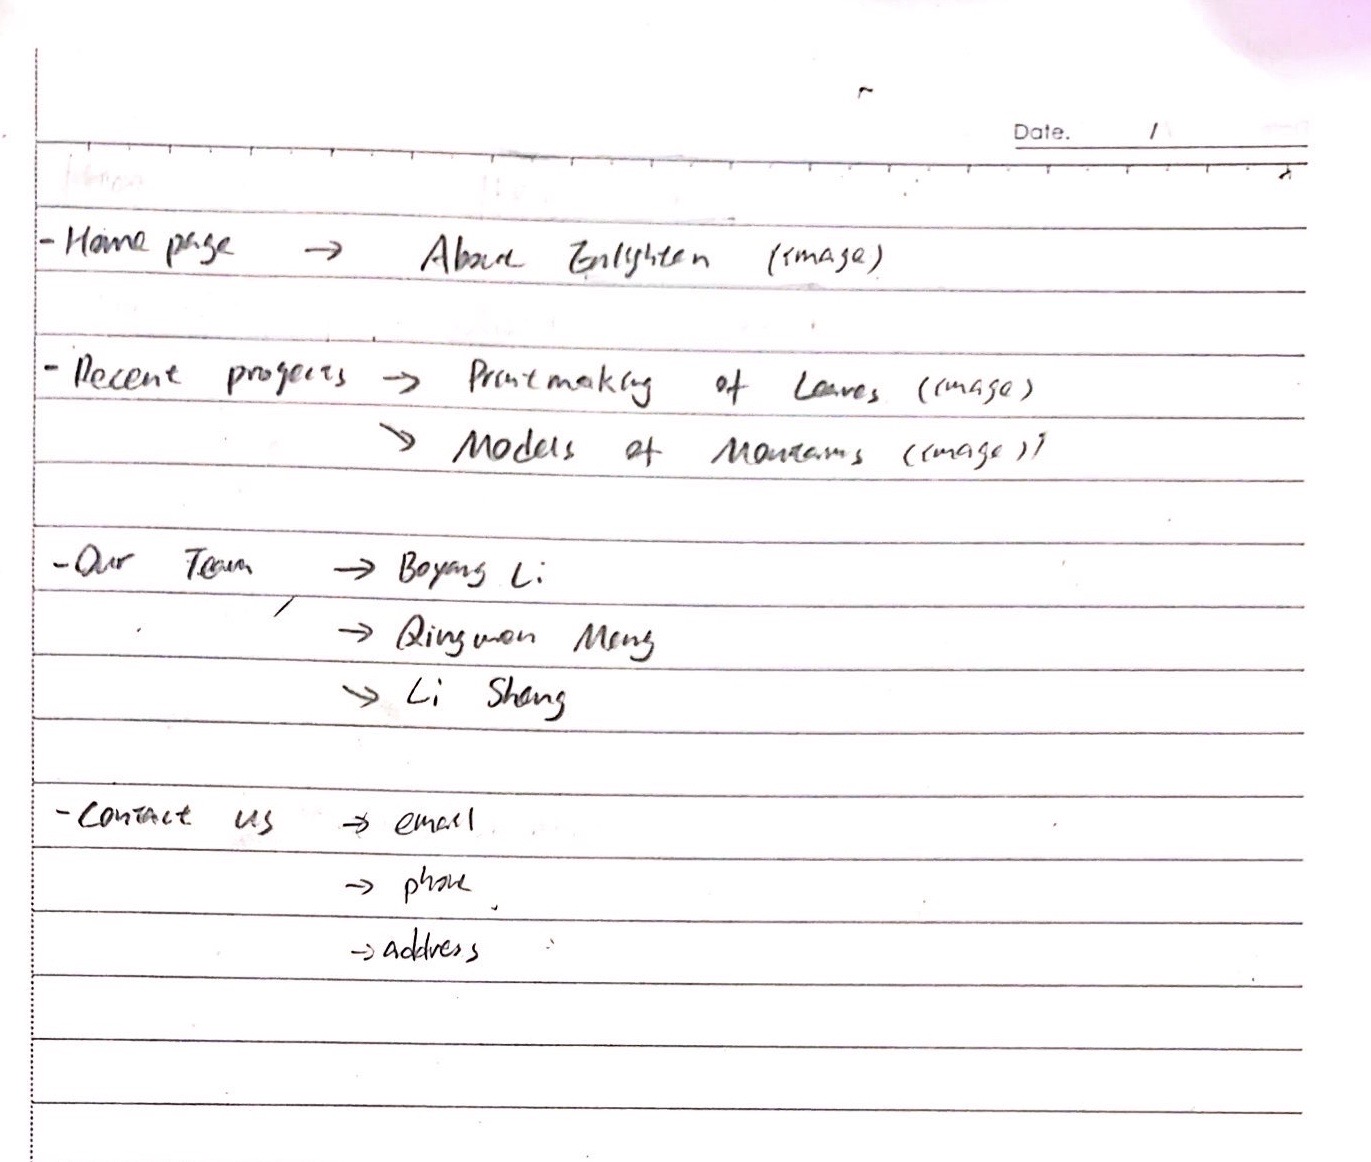 Date. /
- Home page → About Enlighten (image)
- Recent projects → Printmaking of Leaves (image)
↘ Models of Mountains (image)
- Our Team → Boyang Li
→ Qingwen Meng
↘ Li Shang
- Contact us → email
→ phone
→ address